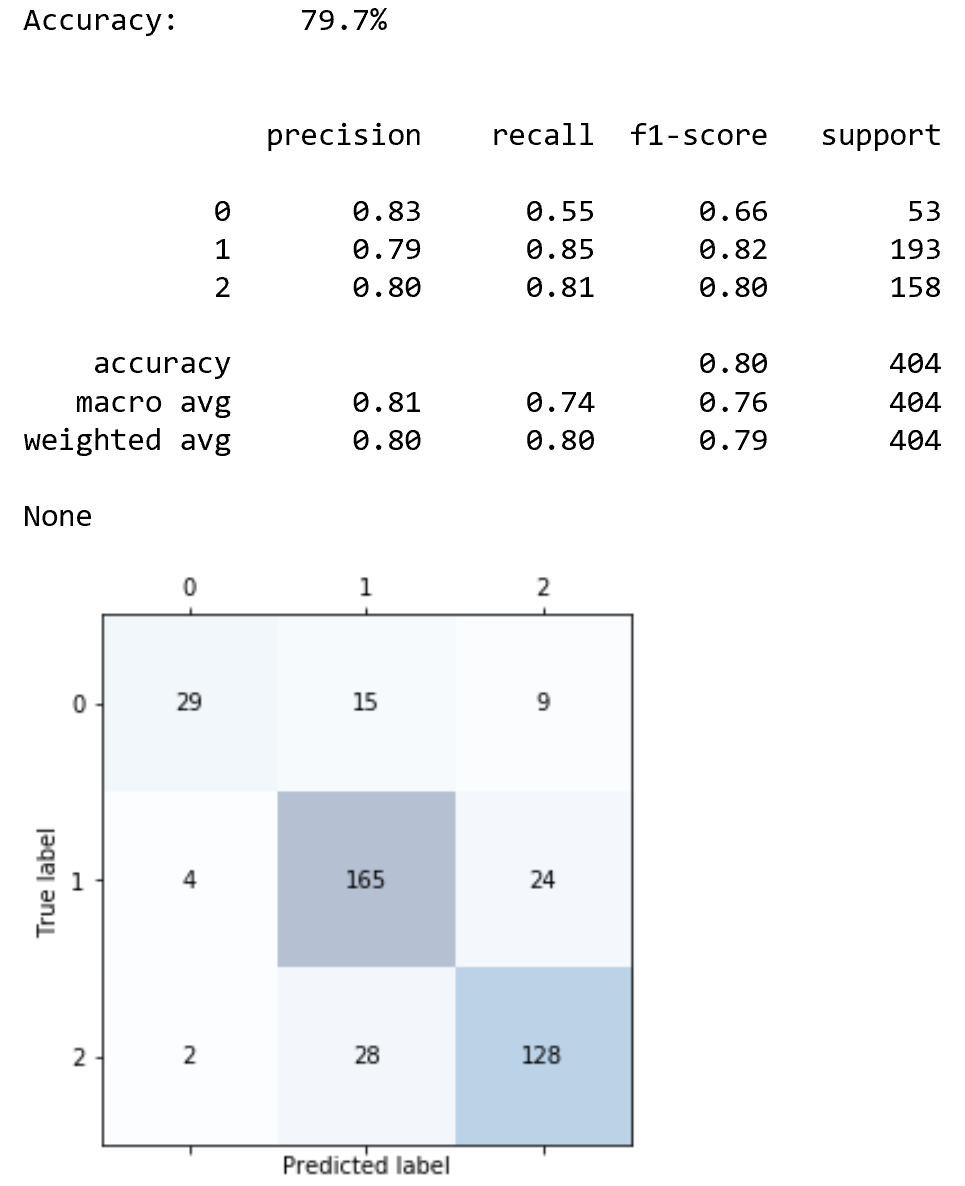 Accuracy: 79.7%
precision recall f1-score support
0 0.83 0.55 0.66 53
1 0.79 0.85 0.82 193
2 0.80 0.81 0.80 158
accuracy 0.80 404
macro avg 0.81 0.74 0.76 404
weighted avg 0.80 0.80 0.79 404
None
0 1 2
0 29 15 9
True label
1 4 165 24
2 2 28 128
Predicted label